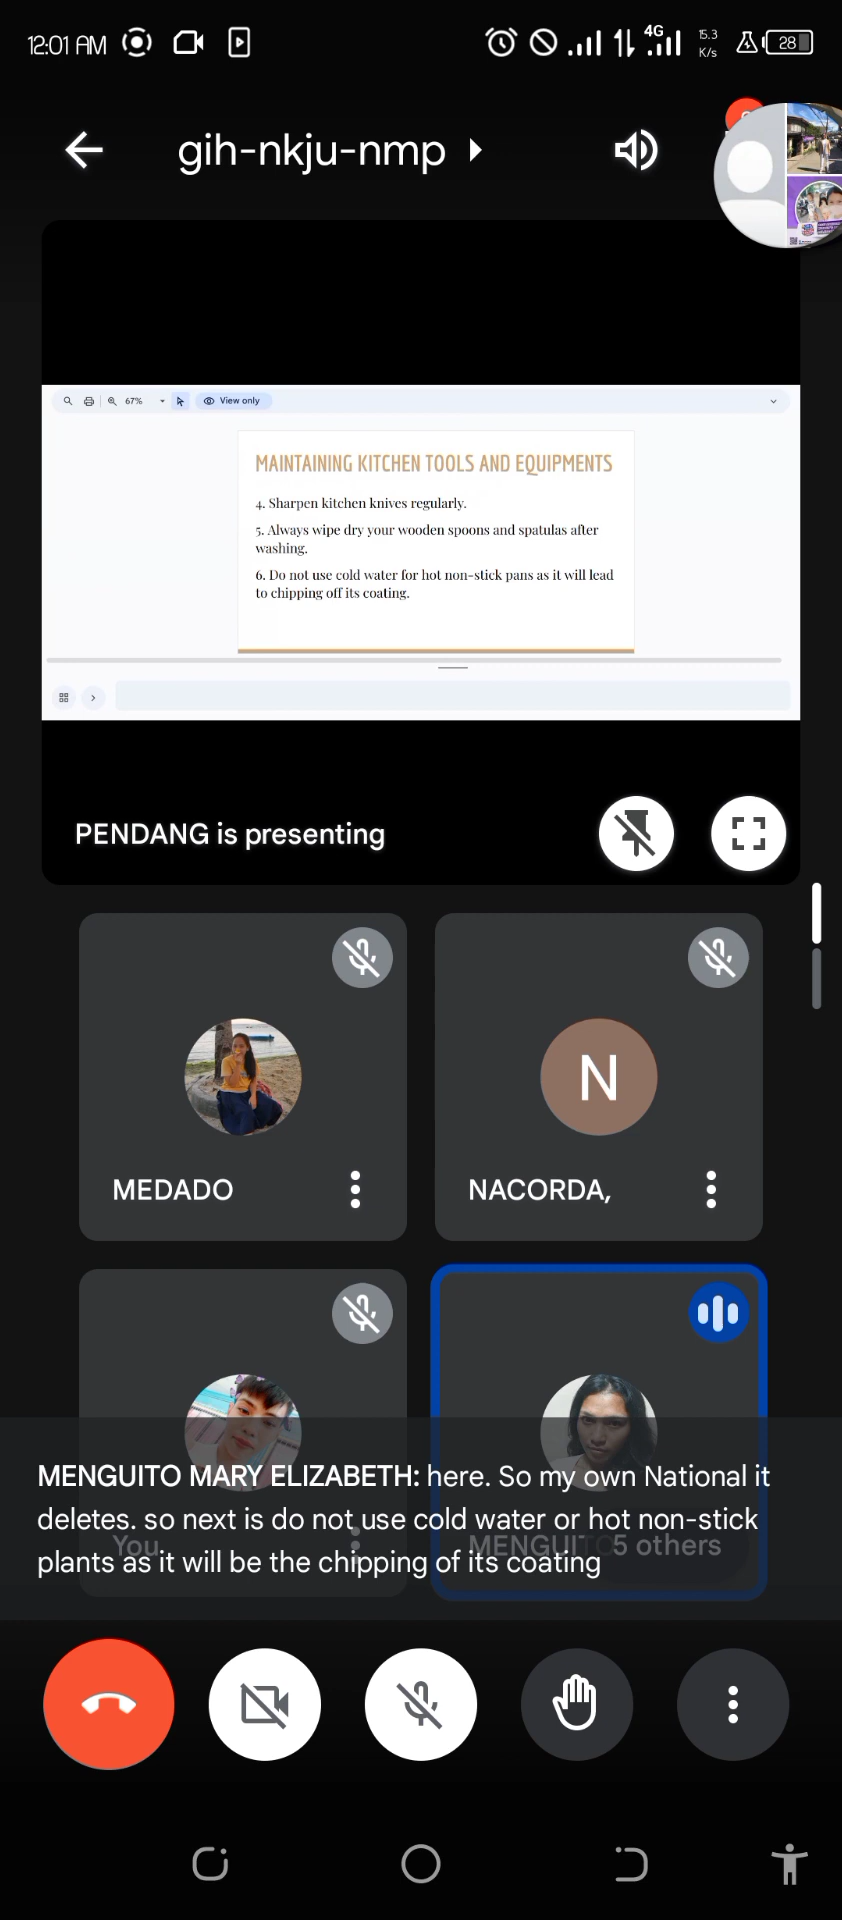 12:01 AM 4G 15.3 K/s 28
gih-nkju-nmp
67% View only
MAINTAINING KITCHEN TOOLS AND EQUIPMENTS
4. Sharpen kitchen knives regularly.
5. Always wipe dry your wooden spoons and spatulas after
washing.
6. Do not use cold water for hot non-stick pans as it will lead
to chipping off its coating.
PENDANG is presenting
MEDADO
N
NACORDA,
MENGUITO MARY ELIZABETH: here. So my own National it
deletes. so next is do not use cold water or hot non-stick
plants as it will be the chipping of its coating
You
MENGUITO 5 others